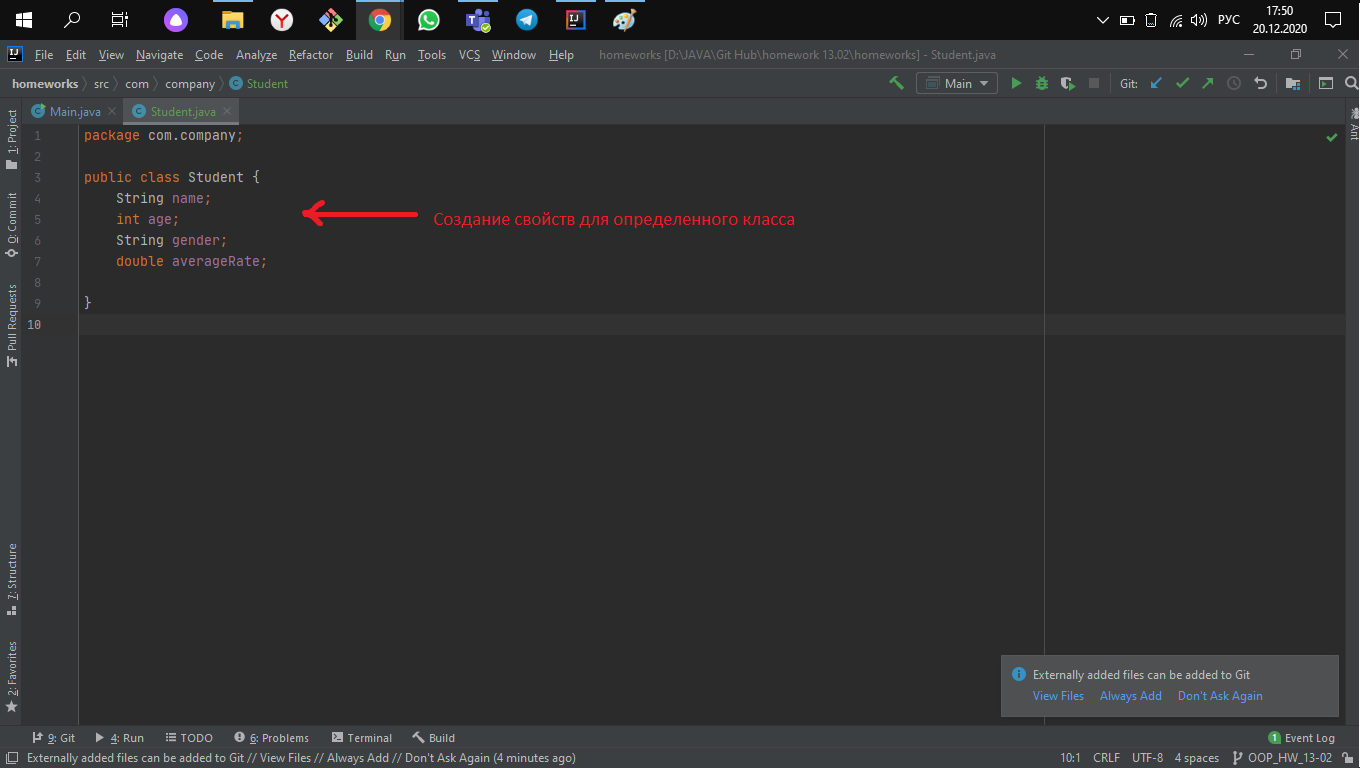 17:50
РУС
20.12.2020
File Edit View Navigate Code Analyze Refactor Build Run Tools VCS Window Help homeworks [D:\JAVA\Git Hub\homework 13.02\homeworks] - Student.java
homeworks src com company Student Main Git:
Main.java Student.java
1 package com.company;
2
3 public class Student {
4 String name;
5 int age;
6 String gender;
7 double averageRate;
8
9 }
10
Создание свойств для определенного класса
1: Project
0: Commit
Pull Requests
7: Structure
2: Favorites
Ant
Externally added files can be added to Git
View Files Always Add Don't Ask Again
9: Git 4: Run TODO 6: Problems Terminal Build 1 Event Log
Externally added files can be added to Git // View Files // Always Add // Don't Ask Again (4 minutes ago) 10:1 CRLF UTF-8 4 spaces OOP_HW_13-02